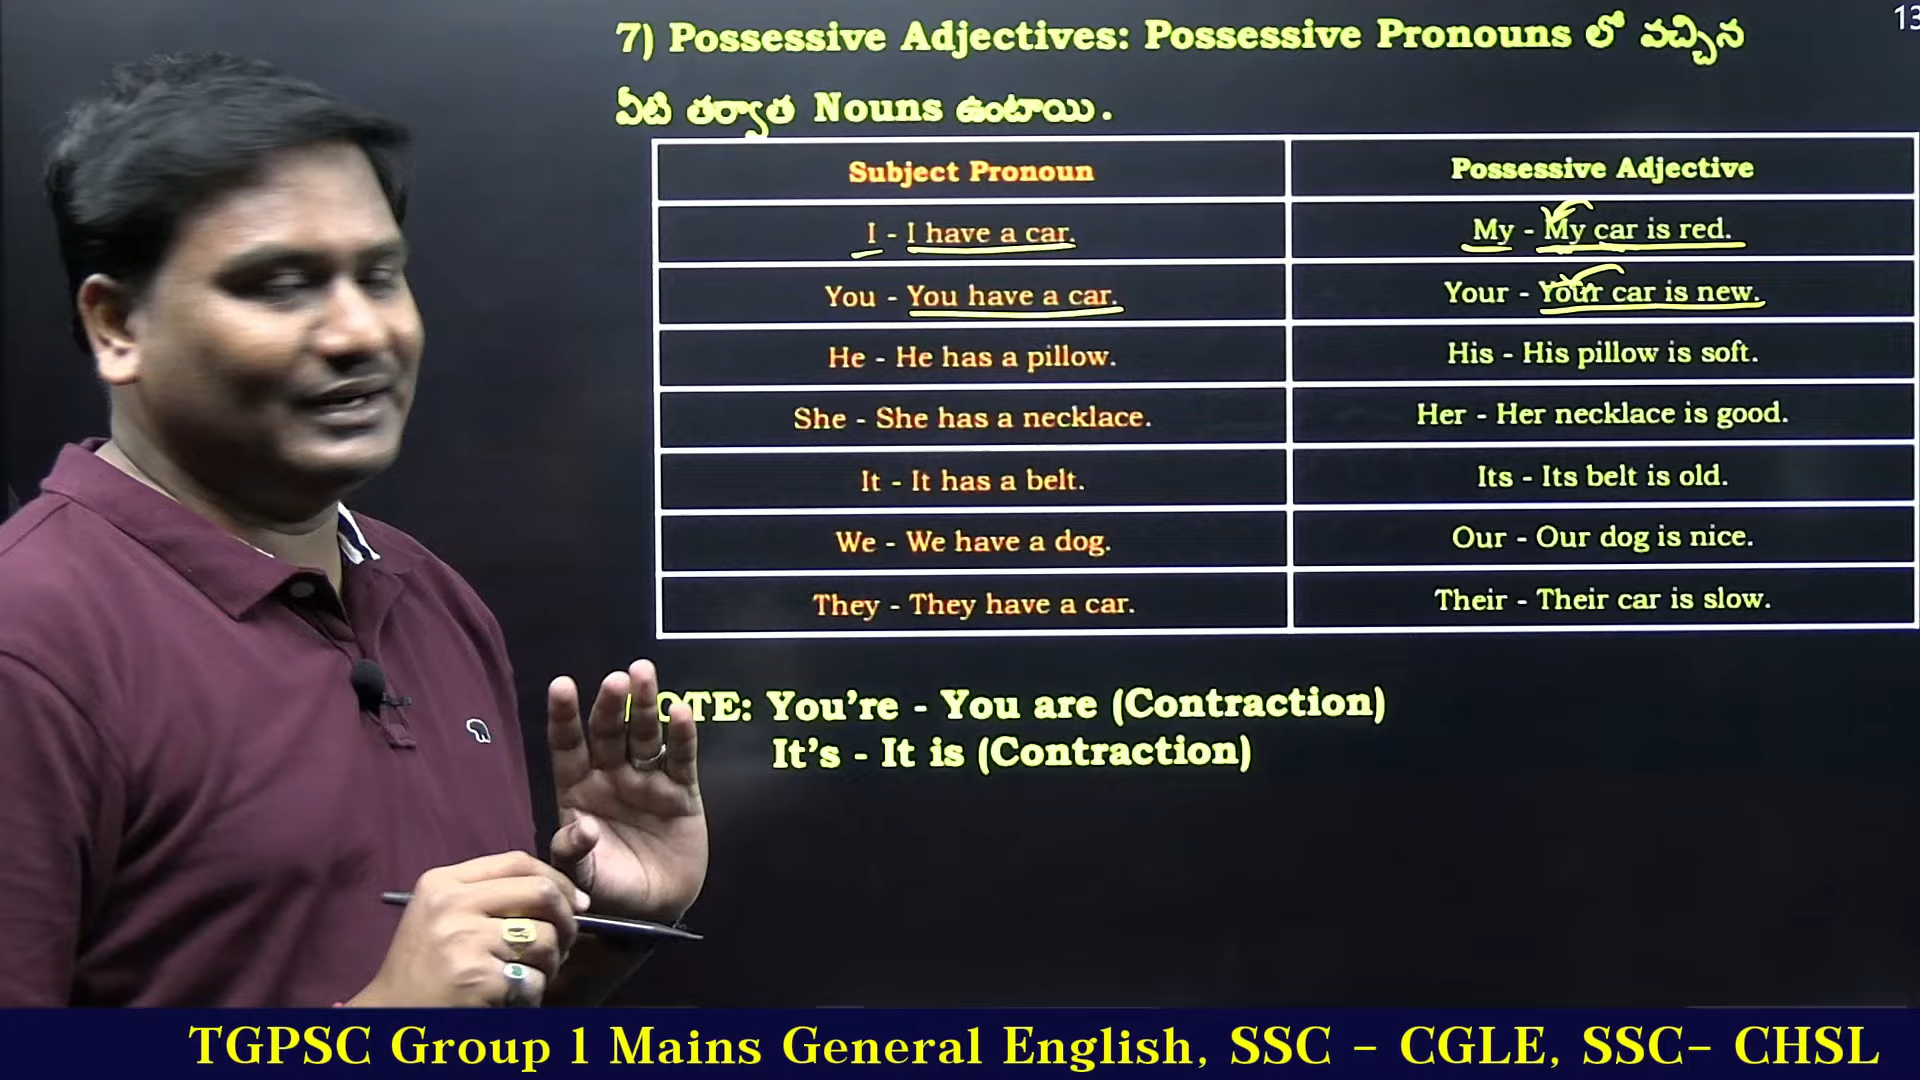 13
7) Possessive Adjectives: Possessive Pronouns లో వచ్చిన
వీటి తర్వాత Nouns ఉంటాయి.
Subject Pronoun
Possessive Adjective
I - I have a car.
My - My car is red.
You - You have a car.
Your - Your car is new.
He - He has a pillow.
His - His pillow is soft.
She - She has a necklace.
Her - Her necklace is good.
It - It has a belt.
Its - Its belt is old.
We - We have a dog.
Our - Our dog is nice.
They - They have a car.
Their - Their car is slow.
NOTE: You're - You are (Contraction)
It's - It is (Contraction)
TGPSC Group 1 Mains General English, SSC - CGLE, SSC- CHSL